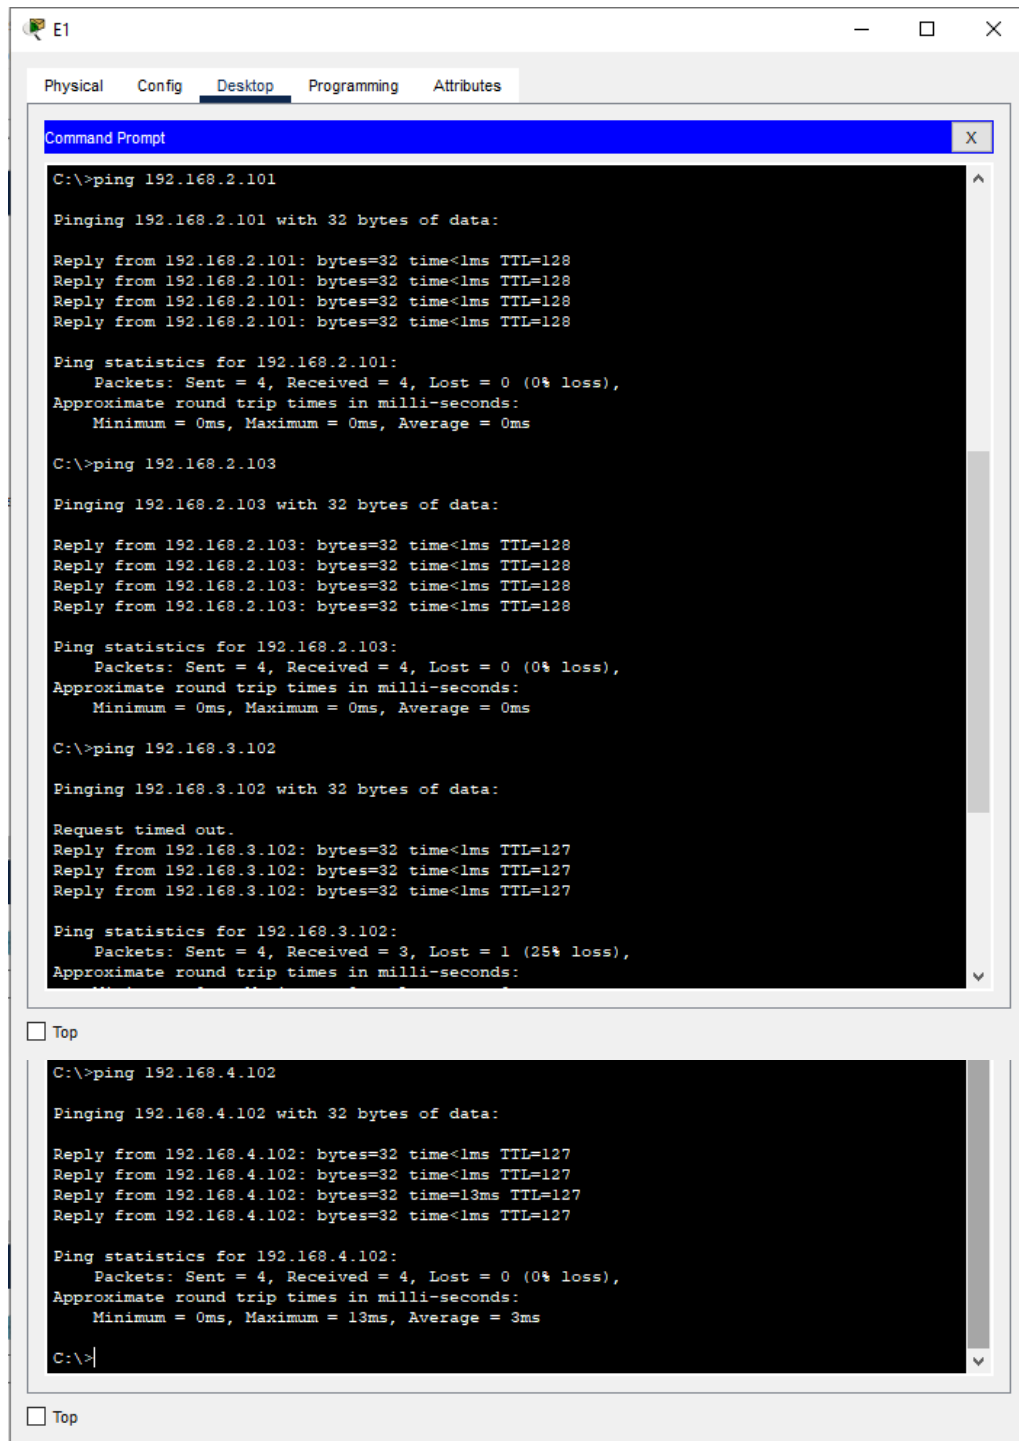 E1
Physical Config Desktop Programming Attributes
Command Prompt
X
C:\>ping 192.168.2.101
Pinging 192.168.2.101 with 32 bytes of data:
Reply from 192.168.2.101: bytes=32 time<1ms TTL=128
Reply from 192.168.2.101: bytes=32 time<1ms TTL=128
Reply from 192.168.2.101: bytes=32 time<1ms TTL=128
Reply from 192.168.2.101: bytes=32 time<1ms TTL=128
Ping statistics for 192.168.2.101:
Packets: Sent = 4, Received = 4, Lost = 0 (0% loss),
Approximate round trip times in milli-seconds:
Minimum = 0ms, Maximum = 0ms, Average = 0ms
C:\>ping 192.168.2.103
Pinging 192.168.2.103 with 32 bytes of data:
Reply from 192.168.2.103: bytes=32 time<1ms TTL=128
Reply from 192.168.2.103: bytes=32 time<1ms TTL=128
Reply from 192.168.2.103: bytes=32 time<1ms TTL=128
Reply from 192.168.2.103: bytes=32 time<1ms TTL=128
Ping statistics for 192.168.2.103:
Packets: Sent = 4, Received = 4, Lost = 0 (0% loss),
Approximate round trip times in milli-seconds:
Minimum = 0ms, Maximum = 0ms, Average = 0ms
C:\>ping 192.168.3.102
Pinging 192.168.3.102 with 32 bytes of data:
Request timed out.
Reply from 192.168.3.102: bytes=32 time<1ms TTL=127
Reply from 192.168.3.102: bytes=32 time<1ms TTL=127
Reply from 192.168.3.102: bytes=32 time<1ms TTL=127
Ping statistics for 192.168.3.102:
Packets: Sent = 4, Received = 3, Lost = 1 (25% loss),
Approximate round trip times in milli-seconds:
Top
C:\>ping 192.168.4.102
Pinging 192.168.4.102 with 32 bytes of data:
Reply from 192.168.4.102: bytes=32 time<1ms TTL=127
Reply from 192.168.4.102: bytes=32 time<1ms TTL=127
Reply from 192.168.4.102: bytes=32 time=13ms TTL=127
Reply from 192.168.4.102: bytes=32 time<1ms TTL=127
Ping statistics for 192.168.4.102:
Packets: Sent = 4, Received = 4, Lost = 0 (0% loss),
Approximate round trip times in milli-seconds:
Minimum = 0ms, Maximum = 13ms, Average = 3ms
C:\>
Top